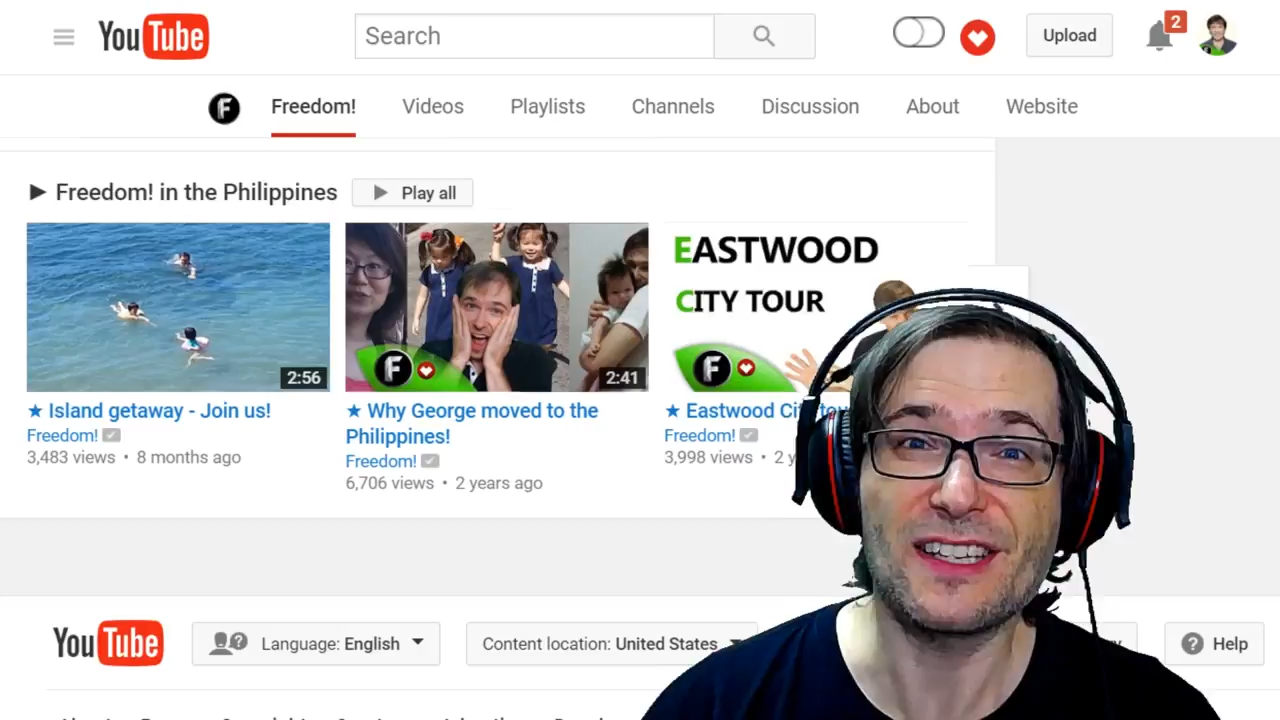 YouTube
Search
Upload
2
F
Freedom! Videos Playlists Channels Discussion About Website
▶ Freedom! in the Philippines
Play all
2:56
F
2:41
EASTWOOD
CITY TOUR
F
★ Island getaway - Join us!
Freedom!
3,483 views • 8 months ago
★ Why George moved to the
Philippines!
Freedom!
6,706 views • 2 years ago
★ Eastwood City
Freedom!
3,998 views • 2
YouTube
Language: English
Content location: United States
Help